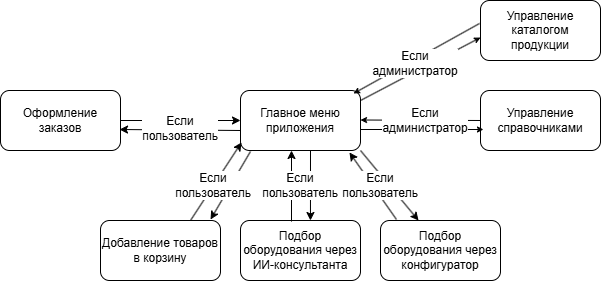 Управление
каталогом
продукции
Если
администратор
Оформление
заказов
Если
пользователь
Главное меню
приложения
Если
администратор
Управление
справочниками
Если
пользователь
Если
пользователь
Если
пользователь
Добавление товаров
в корзину
Подбор
оборудования через
ИИ-консультанта
Подбор
оборудования через
конфигуратор